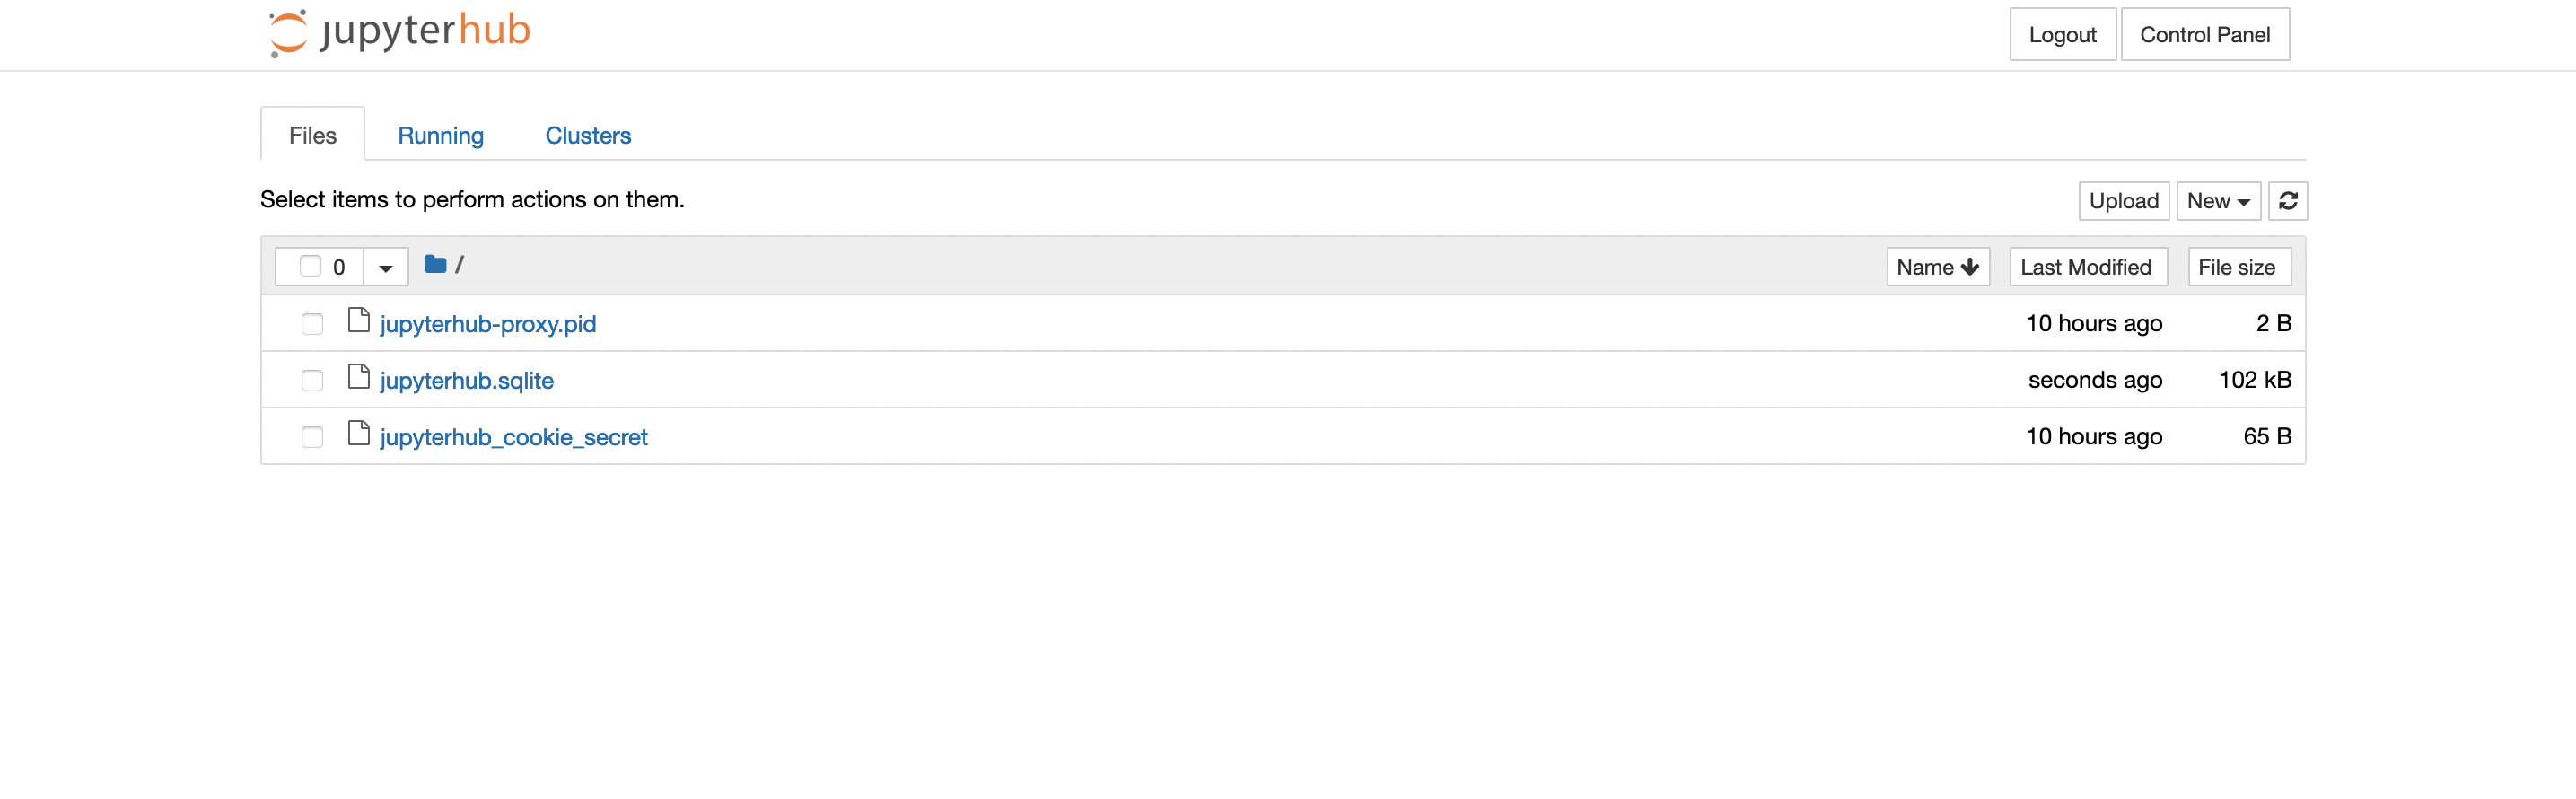 jupyterhub
Logout Control Panel
Files Running Clusters
Select items to perform actions on them.
Upload New
0 /
Name Last Modified File size
jupyterhub-proxy.pid 10 hours ago 2 B
jupyterhub.sqlite seconds ago 102 kB
jupyterhub_cookie_secret 10 hours ago 65 B